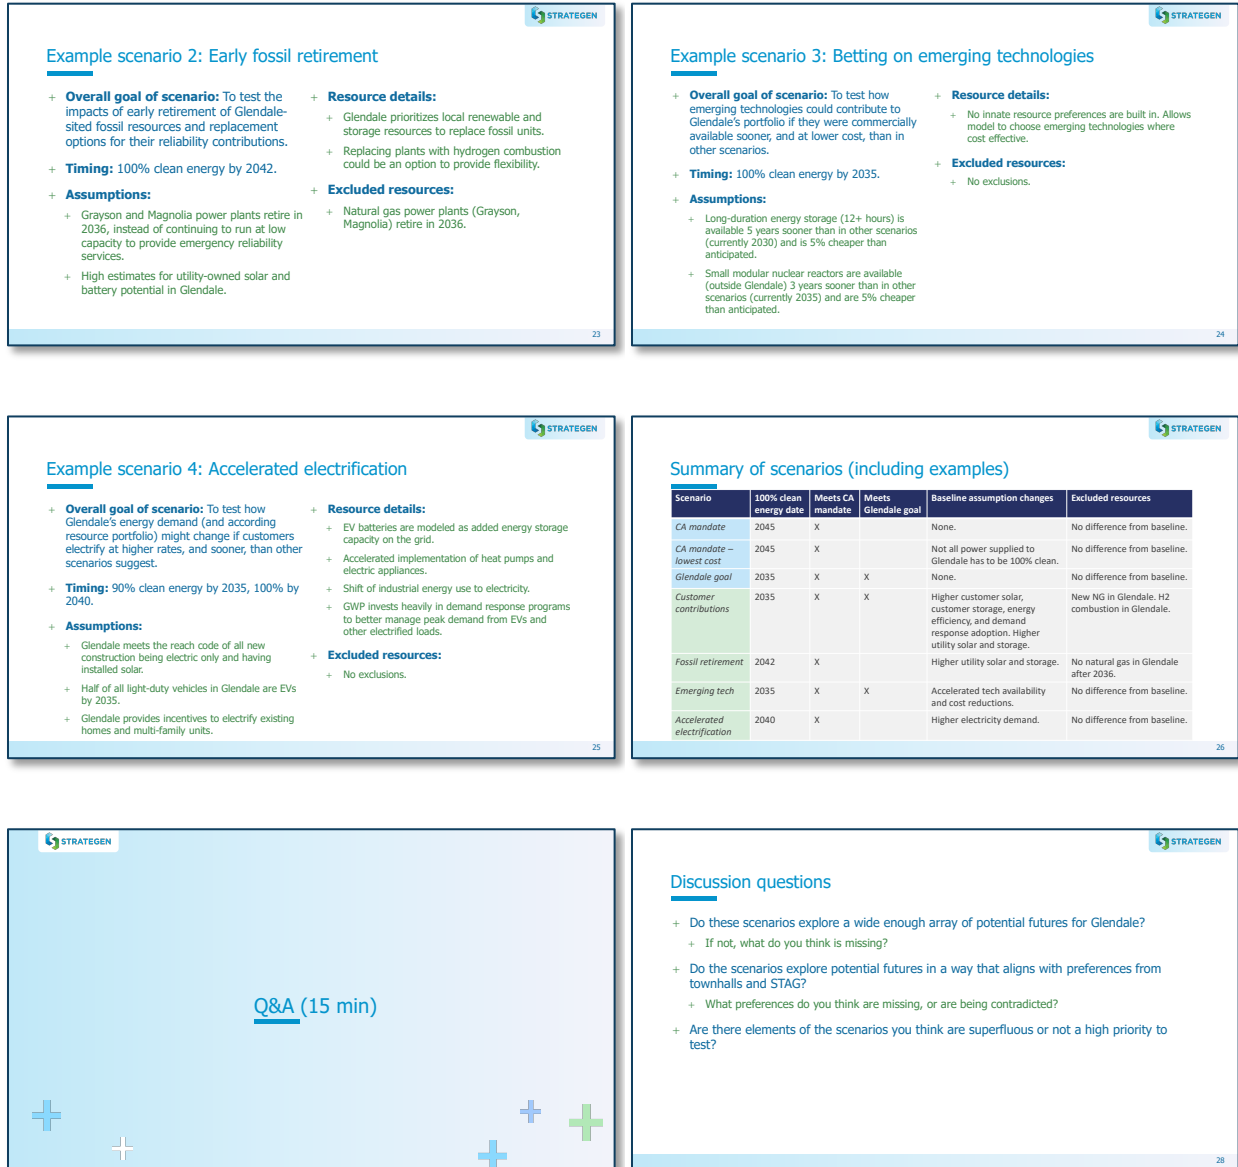 STRATEGEN
Example scenario 2: Early fossil retirement
+ Overall goal of scenario: To test the
impacts of early retirement of Glendale-
sited fossil resources and replacement
options for their reliability contributions.
+ Timing: 100% clean energy by 2042.
+ Assumptions:
+ Grayson and Magnolia power plants retire in
2036, instead of continuing to run at low
capacity to provide emergency reliability
services.
+ High estimates for utility-owned solar and
battery potential in Glendale.
+ Resource details:
+ Glendale prioritizes local renewable and
storage resources to replace fossil units.
+ Replacing plants with hydrogen combustion
could be an option to provide flexibility.
+ Excluded resources:
+ Natural gas power plants (Grayson,
Magnolia) retire in 2036.
23
STRATEGEN
Example scenario 3: Betting on emerging technologies
+ Overall goal of scenario: To test how
emerging technologies could contribute to
Glendale's portfolio if they were commercially
available sooner, and at lower cost, than in
other scenarios.
+ Timing: 100% clean energy by 2035.
+ Assumptions:
+ Long-duration energy storage (12+ hours) is
available 5 years sooner than in other scenarios
(currently 2030) and is 5% cheaper than
anticipated.
+ Small modular nuclear reactors are available
(outside Glendale) 3 years sooner than in other
scenarios (currently 2035) and are 5% cheaper
than anticipated.
+ Resource details:
+ No innate resource preferences are built in. Allows
model to choose emerging technologies where
cost effective.
+ Excluded resources:
+ No exclusions.
24
STRATEGEN
Example scenario 4: Accelerated electrification
+ Overall goal of scenario: To test how
Glendale's energy demand (and according
resource portfolio) might change if customers
electrify at higher rates, and sooner, than other
scenarios suggest.
+ Timing: 90% clean energy by 2035, 100% by
2040.
+ Assumptions:
+ Glendale meets the reach code of all new
construction being electric only and having
installed solar.
+ Half of all light-duty vehicles in Glendale are EVs
by 2035.
+ Glendale provides incentives to electrify existing
homes and multi-family units.
+ Resource details:
+ EV batteries are modeled as added energy storage
capacity on the grid.
+ Accelerated implementation of heat pumps and
electric appliances.
+ Shift of industrial energy use to electricity.
+ GWP invests heavily in demand response programs
to better manage peak demand from EVs and
other electrified loads.
+ Excluded resources:
+ No exclusions.
25
STRATEGEN
Summary of scenarios (including examples)
Scenario 100% clean energy date Meets CA mandate Meets Glendale goal Baseline assumption changes Excluded resources
CA mandate 2045 X None. No difference from baseline.
CA mandate – lowest cost 2045 X Not all power supplied to Glendale has to be 100% clean. No difference from baseline.
Glendale goal 2035 X X None. No difference from baseline.
Customer contributions 2035 X X Higher customer solar, customer storage, energy efficiency, and demand response adoption. Higher utility solar and storage. New NG in Glendale. H2 combustion in Glendale.
Fossil retirement 2042 X Higher utility solar and storage. No natural gas in Glendale after 2036.
Emerging tech 2035 X X Accelerated tech availability and cost reductions. No difference from baseline.
Accelerated electrification 2040 X Higher electricity demand. No difference from baseline.
26
STRATEGEN
Q&A (15 min)
STRATEGEN
Discussion questions
+ Do these scenarios explore a wide enough array of potential futures for Glendale?
+ If not, what do you think is missing?
+ Do the scenarios explore potential futures in a way that aligns with preferences from
townhalls and STAG?
+ What preferences do you think are missing, or are being contradicted?
+ Are there elements of the scenarios you think are superfluous or not a high priority to
test?
28